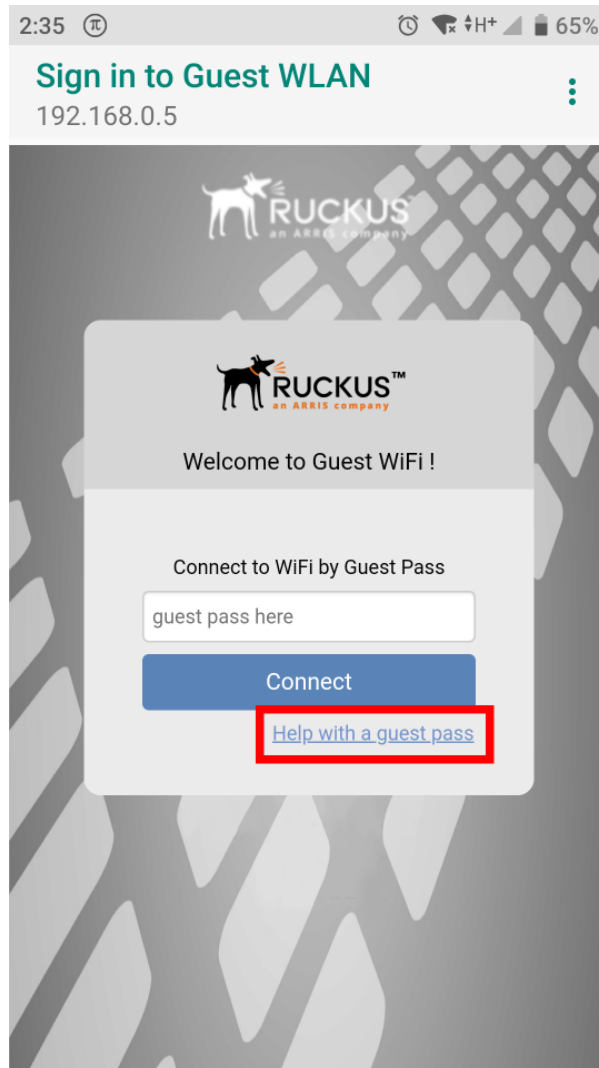 2:35 π H+ 65%
Sign in to Guest WLAN
192.168.0.5
RUCKUS
an ARRIS company
RUCKUS™
an ARRIS company
Welcome to Guest WiFi !
Connect to WiFi by Guest Pass
guest pass here
Connect
Help with a guest pass